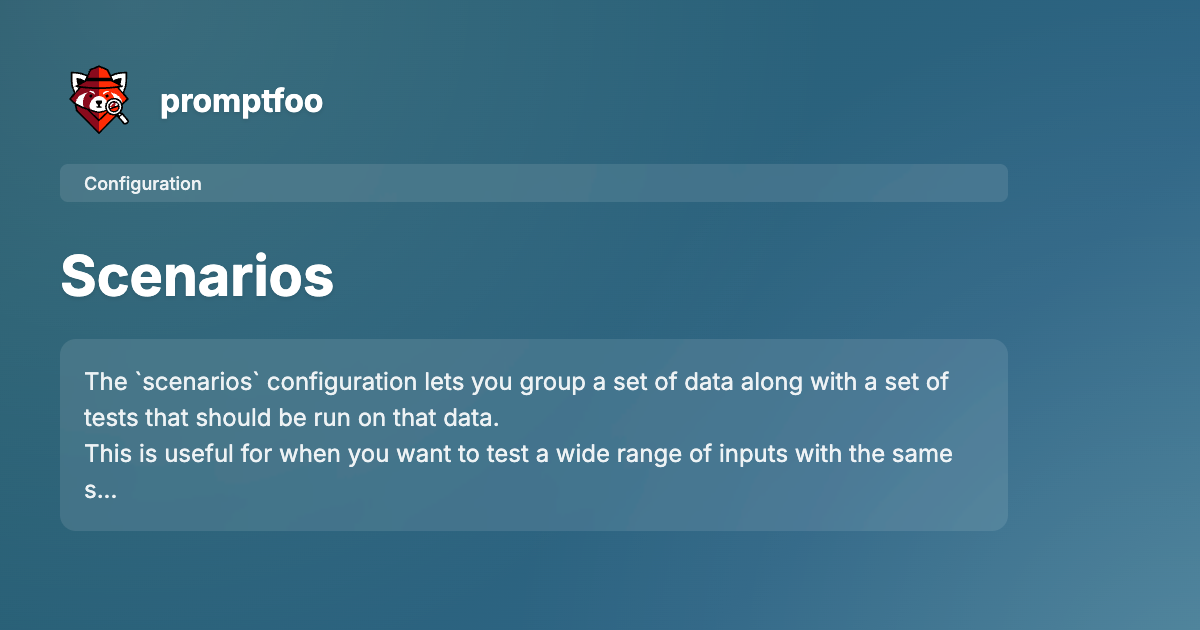 promptfoo
Configuration
Scenarios
The `scenarios` configuration lets you group a set of data along with a set of
tests that should be run on that data.
This is useful for when you want to test a wide range of inputs with the same
s...